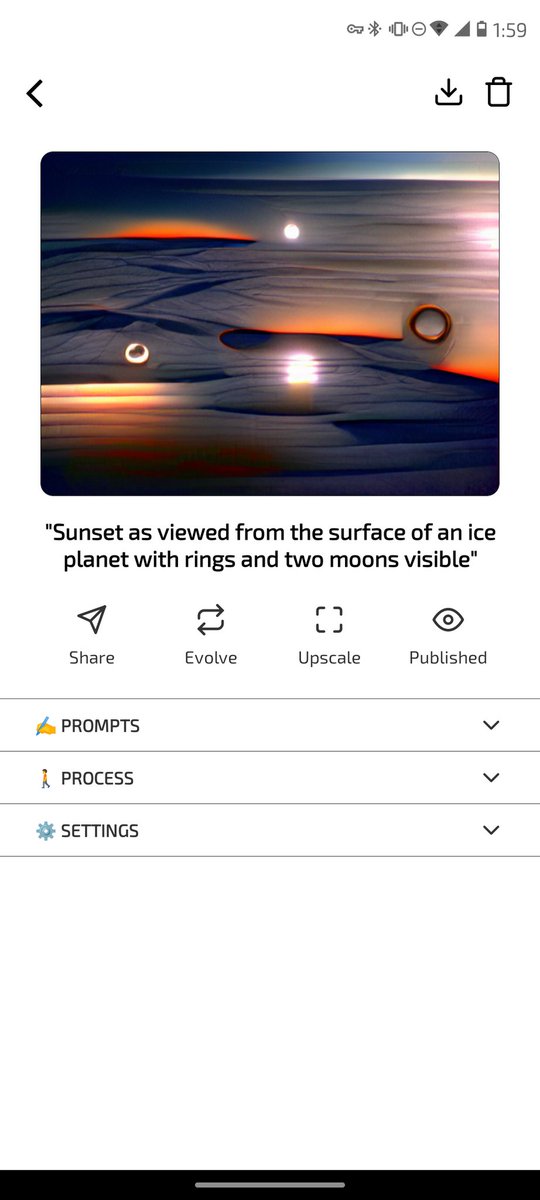 1:59
"Sunset as viewed from the surface of an ice
planet with rings and two moons visible"
Share Evolve Upscale Published
✍️ PROMPTS
🚶 PROCESS
⚙️ SETTINGS